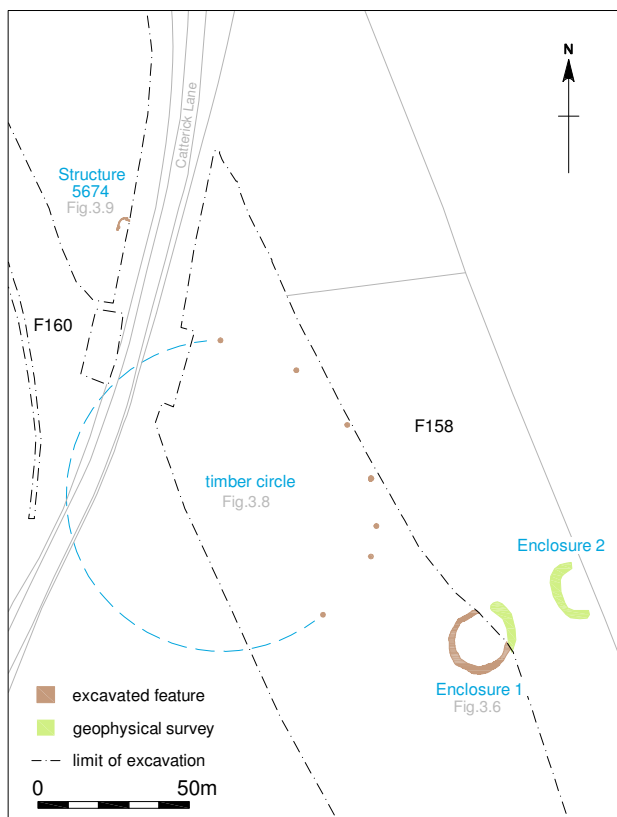 N
Catterick Lane
Structure
5674
Fig.3.9
F160
F158
timber circle
Fig.3.8
Enclosure 2
Enclosure 1
Fig.3.6
excavated feature
geophysical survey
limit of excavation
0 50m